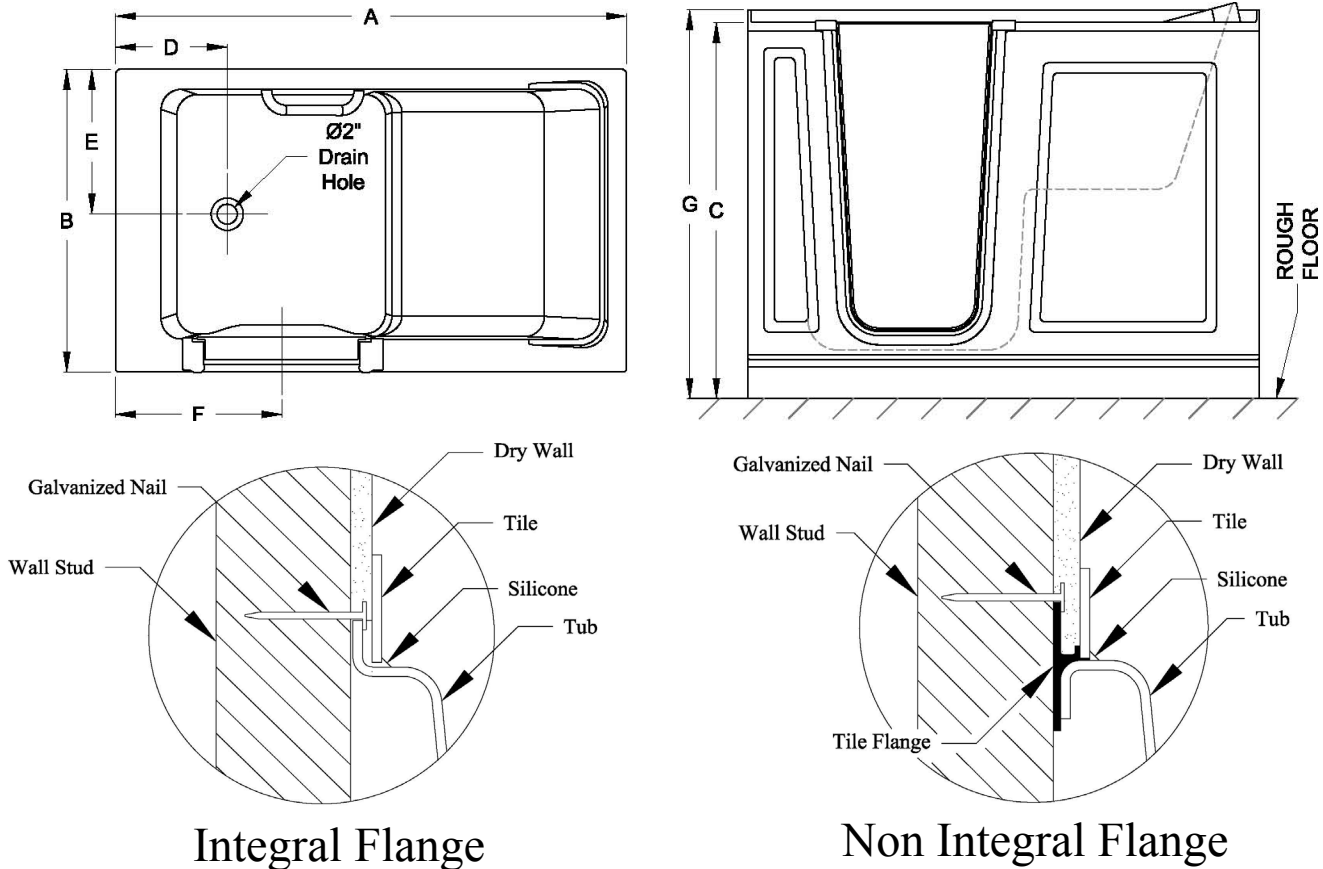 A
D
E
B
Ø2"
Drain
Hole
F
G
C
ROUGH
FLOOR
Dry Wall
Galvanized Nail
Tile
Wall Stud
Silicone
Tub
Integral Flange
Dry Wall
Galvanized Nail
Tile
Wall Stud
Silicone
Tub
Tile Flange
Non Integral Flange